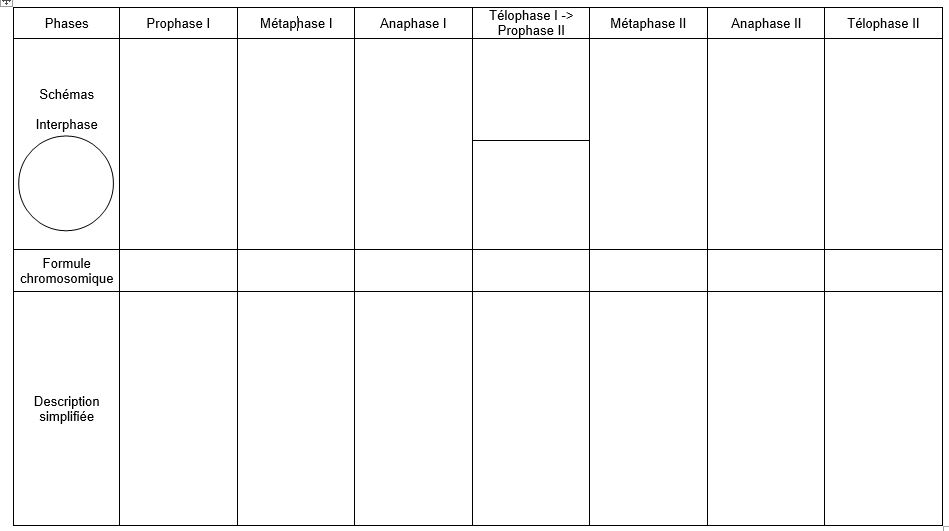 Phases
Prophase I
Métaphase I
Anaphase I
Télophase I ->
Prophase II
Métaphase II
Anaphase II
Télophase II
Schémas
Interphase
Formule
chromosomique
Description
simplifiée